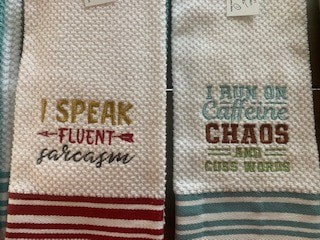 I SPEAK
FLUENT
sarcasm
I RUN ON
Caffeine
CHAOS
AND
CUSS WORDS